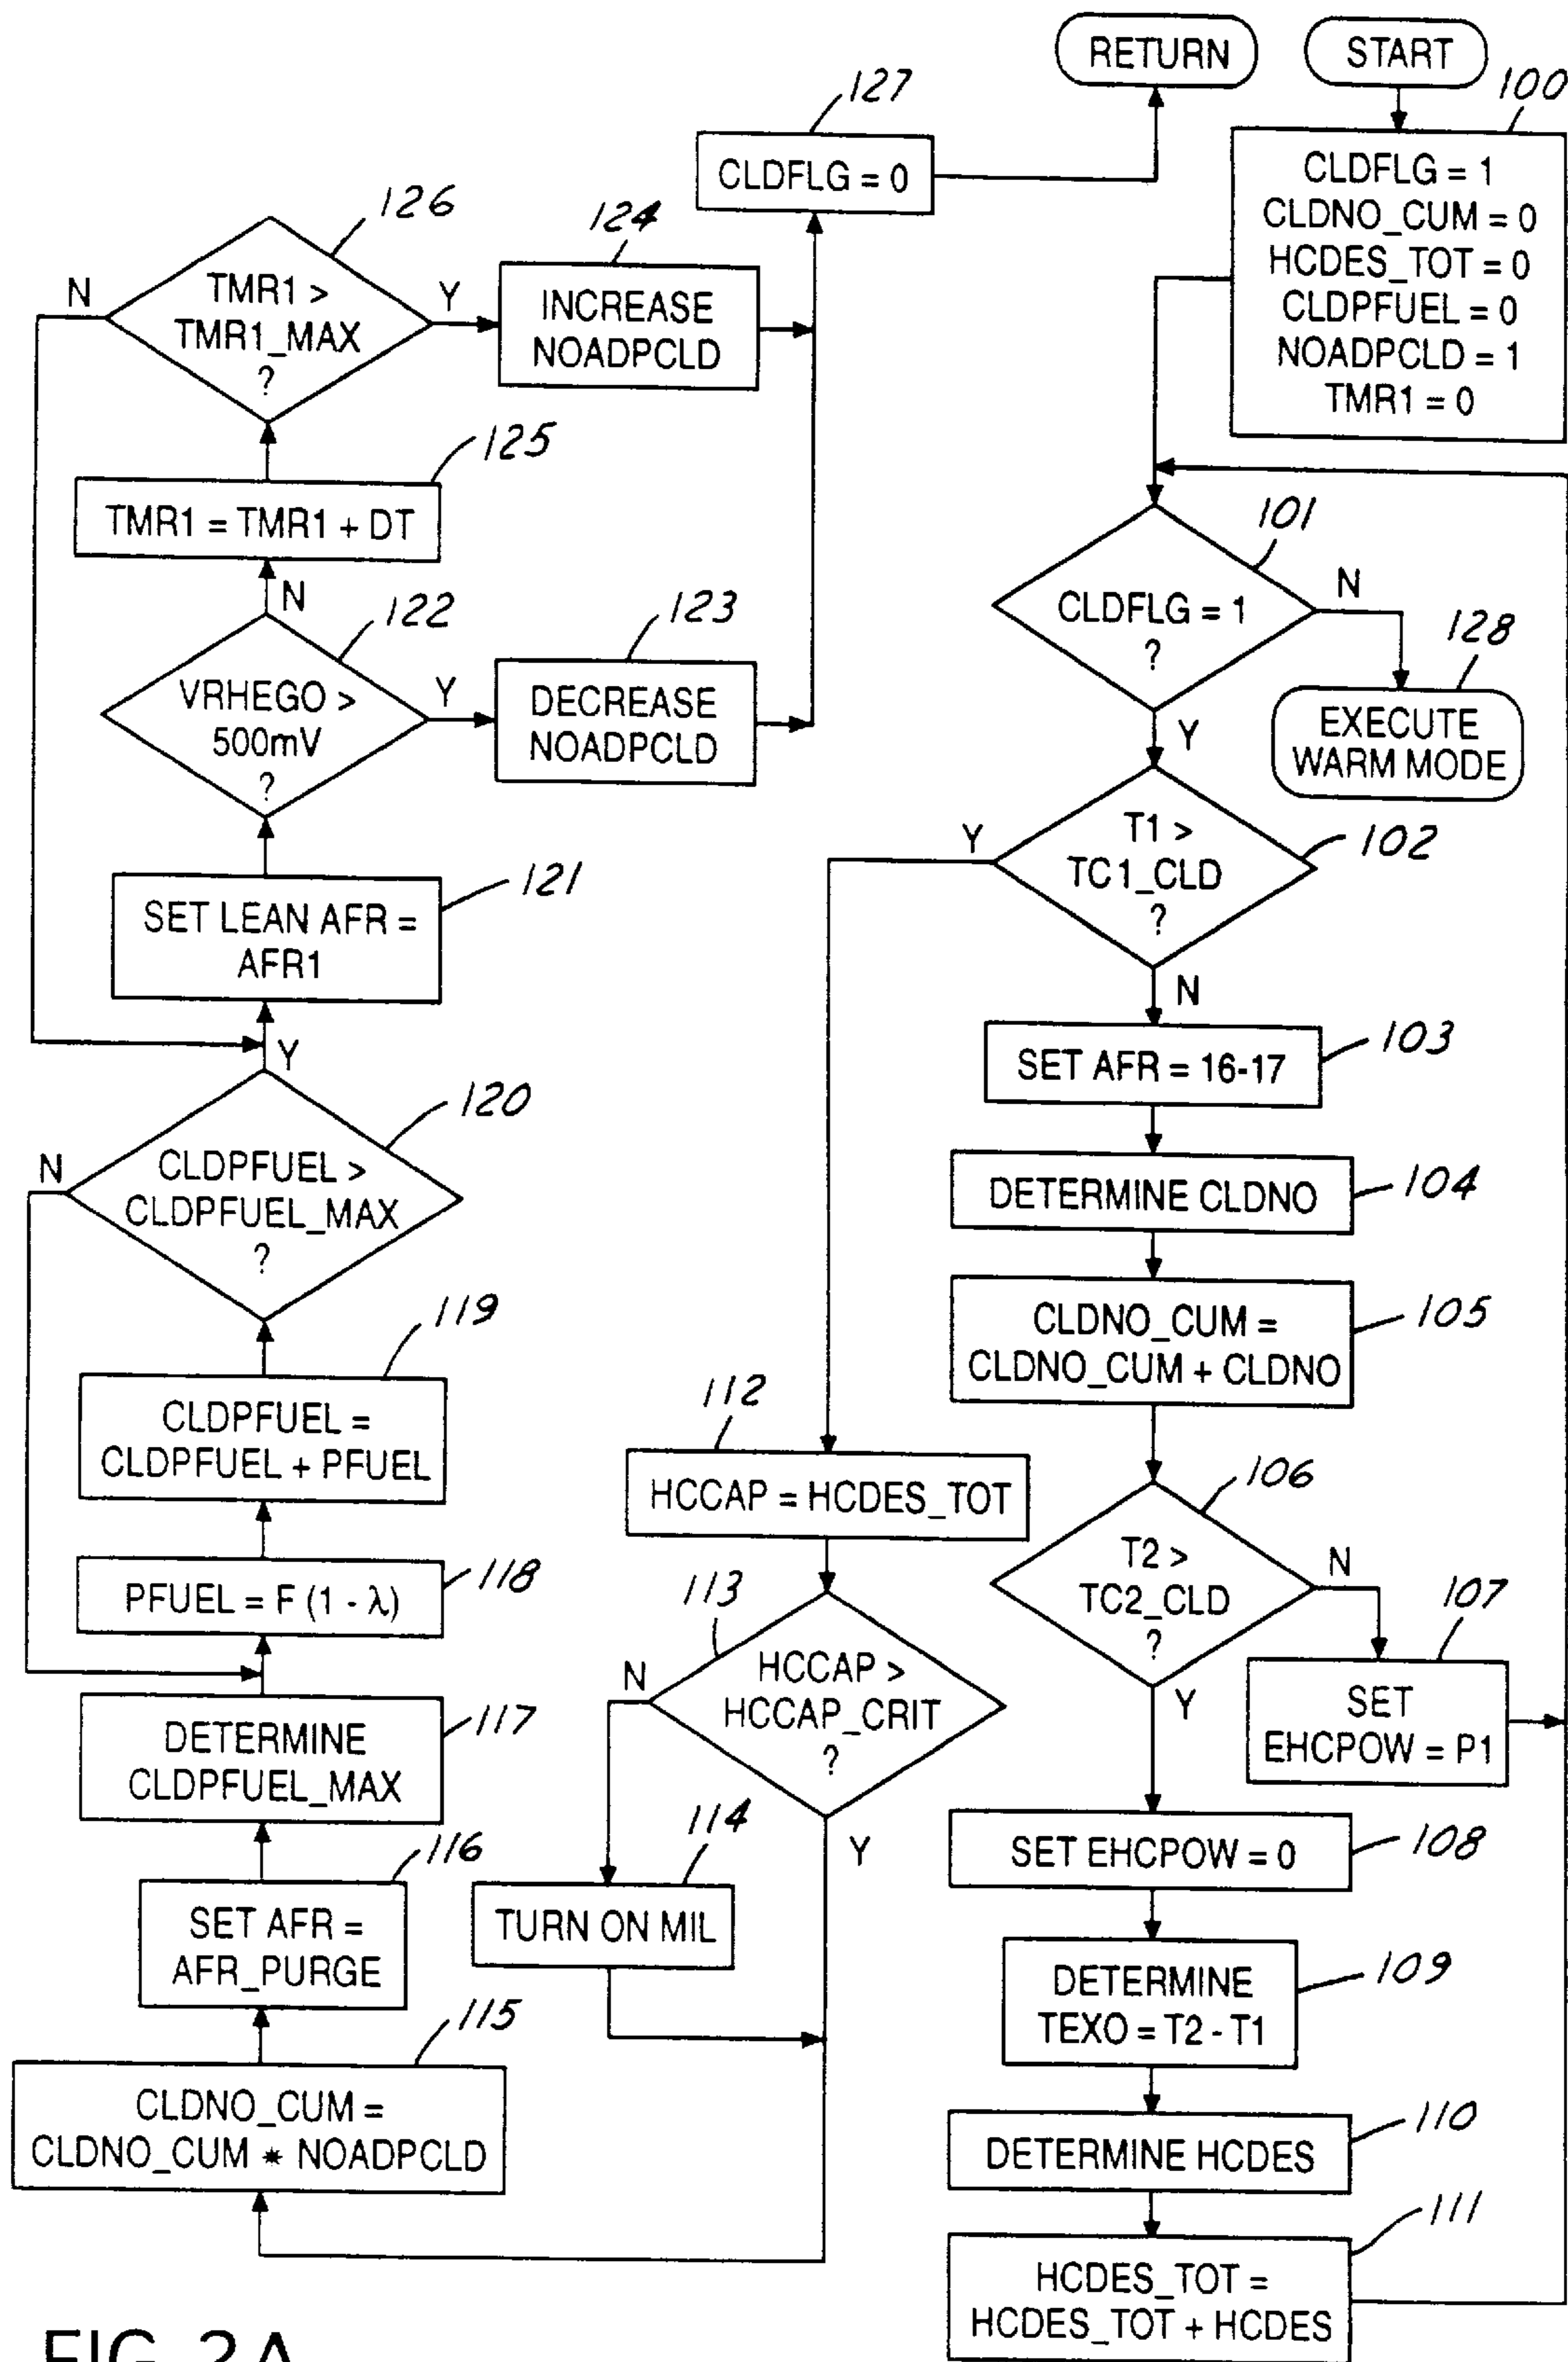 RETURN
START
100
CLDFLG = 1
CLDNO_CUM = 0
HCDES_TOT = 0
CLDPFUEL = 0
NOADPCLD = 1
TMR1 = 0
101
CLDFLG = 1
?
N
Y
128
EXECUTE
WARM MODE
102
T1 >
TC1_CLD
?
Y
N
103
SET AFR = 16-17
104
DETERMINE CLDNO
105
CLDNO_CUM =
CLDNO_CUM + CLDNO
106
T2 >
TC2_CLD
?
N
Y
107
SET
EHCPOW = P1
108
SET EHCPOW = 0
109
DETERMINE
TEXO = T2 - T1
110
DETERMINE HCDES
111
HCDES_TOT =
HCDES_TOT + HCDES
112
HCCAP = HCDES_TOT
113
HCCAP >
HCCAP_CRIT
?
N
Y
114
TURN ON MIL
115
CLDNO_CUM =
CLDNO_CUM * NOADPCLD
116
SET AFR =
AFR_PURGE
117
DETERMINE
CLDPFUEL_MAX
118
PFUEL = F (1 - λ)
119
CLDPFUEL =
CLDPFUEL + PFUEL
120
CLDPFUEL >
CLDPFUEL_MAX
?
N
Y
121
SET LEAN AFR =
AFR1
122
VRHEGO >
500mV
?
Y
N
123
DECREASE
NOADPCLD
125
TMR1 = TMR1 + DT
126
TMR1 >
TMR1_MAX
?
N
Y
124
INCREASE
NOADPCLD
127
CLDFLG = 0
FIG. 2A